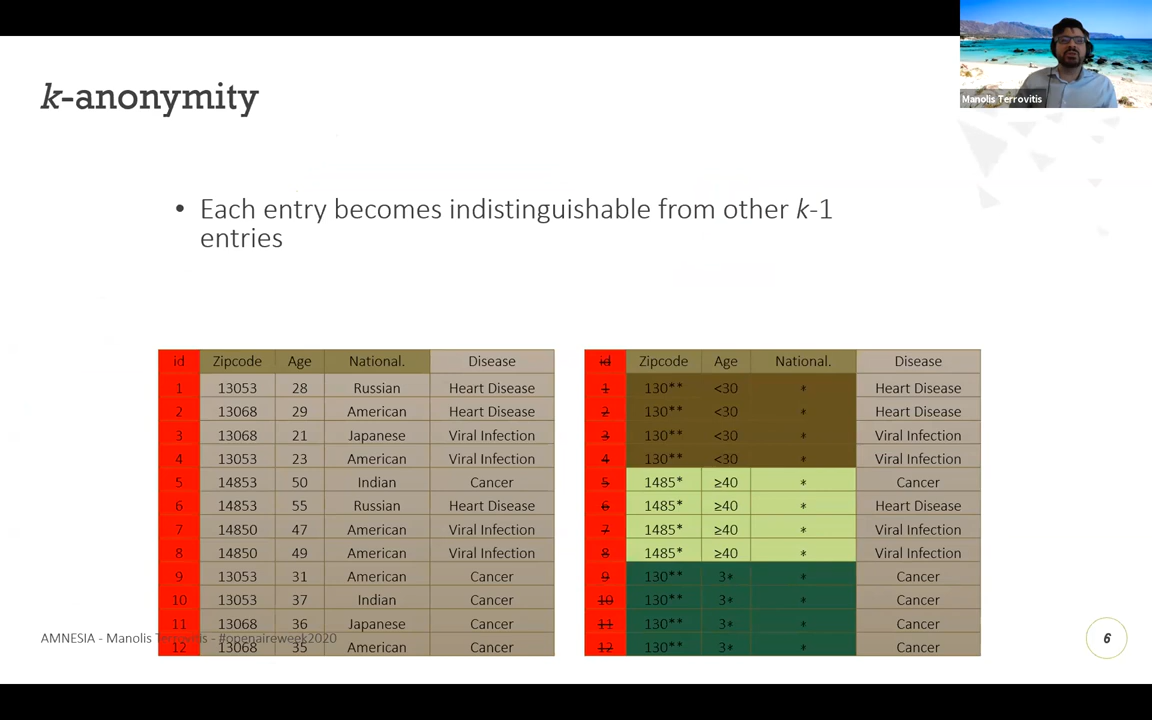 Manolis Terrovitis
k-anonymity
• Each entry becomes indistinguishable from other k-1
entries
id Zipcode Age National. Disease
1 13053 28 Russian Heart Disease
2 13068 29 American Heart Disease
3 13068 21 Japanese Viral Infection
4 13053 23 American Viral Infection
5 14853 50 Indian Cancer
6 14853 55 Russian Heart Disease
7 14850 47 American Viral Infection
8 14850 49 American Viral Infection
9 13053 31 American Cancer
10 13053 37 Indian Cancer
11 13068 36 Japanese Cancer
12 13068 35 American Cancer
id Zipcode Age National. Disease
1 130** <30 * Heart Disease
2 130** <30 * Heart Disease
3 130** <30 * Viral Infection
4 130** <30 * Viral Infection
5 1485* ≥40 * Cancer
6 1485* ≥40 * Heart Disease
7 1485* ≥40 * Viral Infection
8 1485* ≥40 * Viral Infection
9 130** 3* * Cancer
10 130** 3* * Cancer
11 130** 3* * Cancer
12 130** 3* * Cancer
AMNESIA - Manolis Terrovitis - #openaireweek2020
6